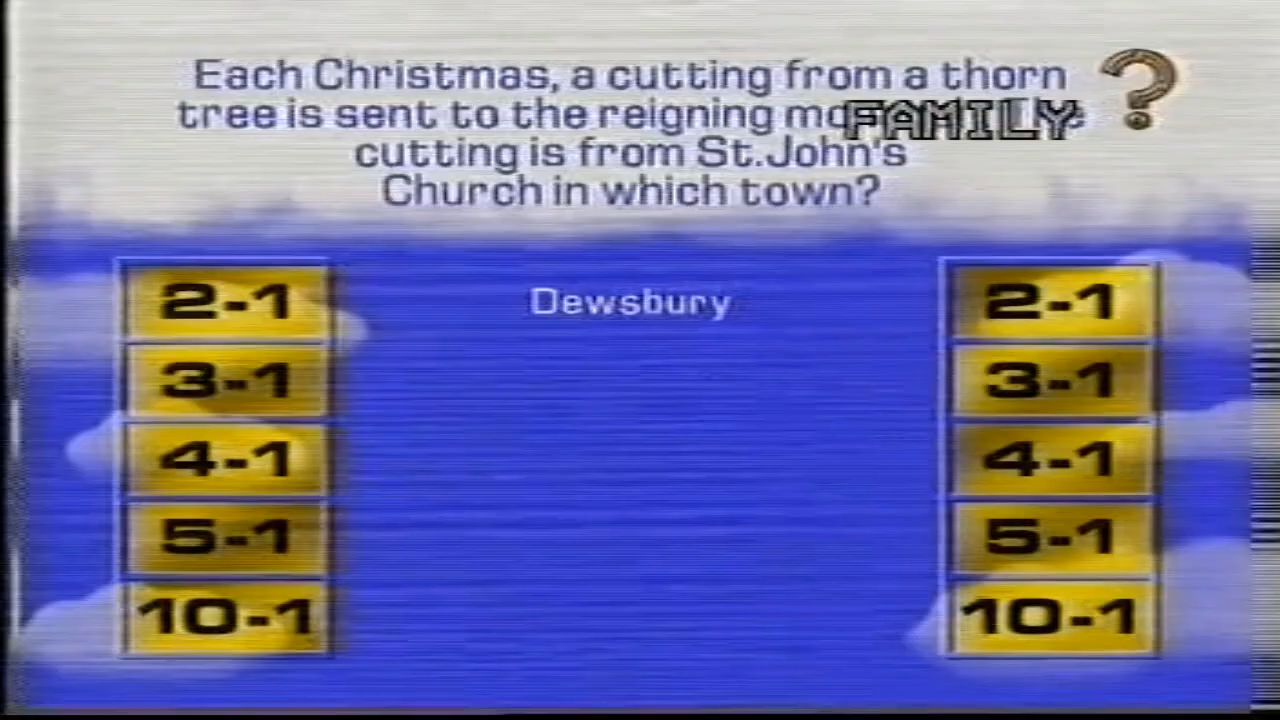 Each Christmas, a cutting from a thorn
tree is sent to the reigning
FAMILY
cutting is from St.John's
Church in which town?
?
2-1 Dewsbury 2-1
3-1 3-1
4-1 4-1
5-1 5-1
10-1 10-1